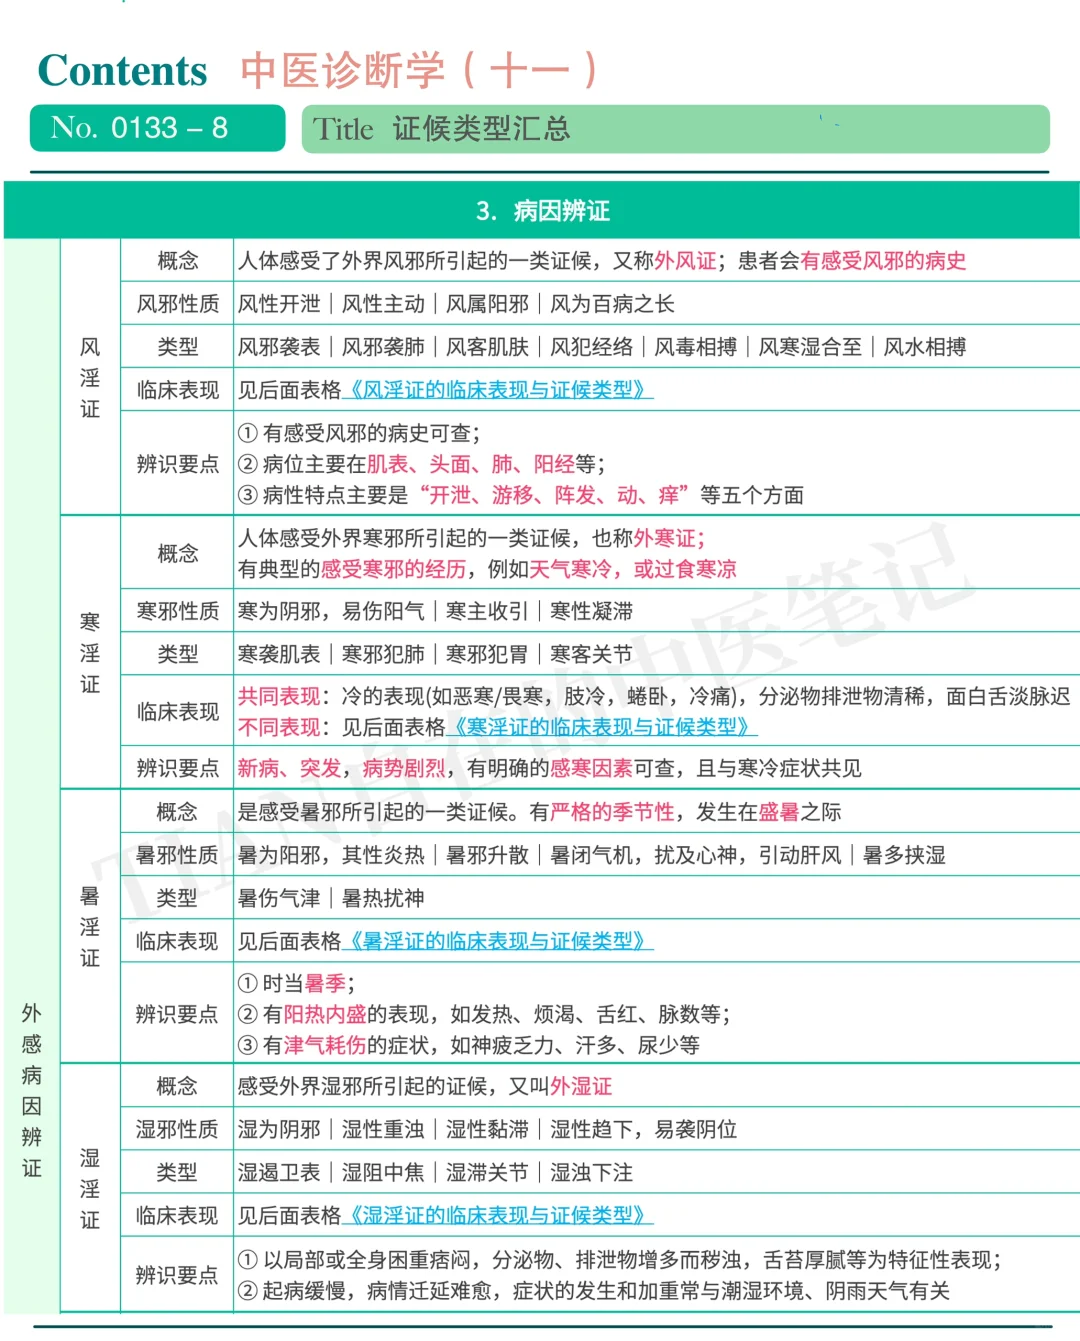 Contents 中医诊断学（十一）
No. 0133 – 8
Title 证候类型汇总
3. 病因辨证
外感病因辨证
风淫证
概念 人体感受了外界风邪所引起的一类证候，又称外风证；患者会有感受风邪的病史
风邪性质 风性开泄｜风性主动｜风属阳邪｜风为百病之长
类型 风邪袭表｜风邪袭肺｜风客肌肤｜风犯经络｜风毒相搏｜风寒湿合至｜风水相搏
临床表现 见后面表格《风淫证的临床表现与证候类型》
辨识要点
① 有感受风邪的病史可查；
② 病位主要在肌表、头面、肺、阳经等；
③ 病性特点主要是“开泄、游移、阵发、动、痒”等五个方面
寒淫证
概念
人体感受外界寒邪所引起的一类证候，也称外寒证；
有典型的感受寒邪的经历，例如天气寒冷，或过食寒凉
寒邪性质 寒为阴邪，易伤阳气｜寒主收引｜寒性凝滞
类型 寒袭肌表｜寒邪犯肺｜寒邪犯胃｜寒客关节
临床表现
共同表现：冷的表现(如恶寒/畏寒，肢冷，蜷卧，冷痛)，分泌物排泄物清稀，面白舌淡脉迟
不同表现：见后面表格《寒淫证的临床表现与证候类型》
辨识要点 新病、突发，病势剧烈，有明确的感寒因素可查，且与寒冷症状共见
暑淫证
概念 是感受暑邪所引起的一类证候。有严格的季节性，发生在盛暑之际
暑邪性质 暑为阳邪，其性炎热｜暑邪升散｜暑闭气机，扰及心神，引动肝风｜暑多挟湿
类型 暑伤气津｜暑热扰神
临床表现 见后面表格《暑淫证的临床表现与证候类型》
辨识要点
① 时当暑季；
② 有阳热内盛的表现，如发热、烦渴、舌红、脉数等；
③ 有津气耗伤的症状，如神疲乏力、汗多、尿少等
湿淫证
概念 感受外界湿邪所引起的证候，又叫外湿证
湿邪性质 湿为阴邪｜湿性重浊｜湿性黏滞｜湿性趋下，易袭阴位
类型 湿遏卫表｜湿阻中焦｜湿滞关节｜湿浊下注
临床表现 见后面表格《湿淫证的临床表现与证候类型》
辨识要点
① 以局部或全身困重痞闷，分泌物、排泄物增多而秽浊，舌苔厚腻等为特征性表现；
② 起病缓慢，病情迁延难愈，症状的发生和加重常与潮湿环境、阴雨天气有关
TIAN自在的中医笔记